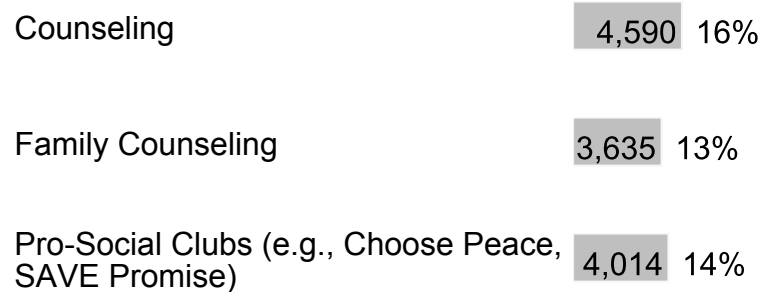 Counseling 4,590 16%
Family Counseling 3,635 13%
Pro-Social Clubs (e.g., Choose Peace,
SAVE Promise) 4,014 14%